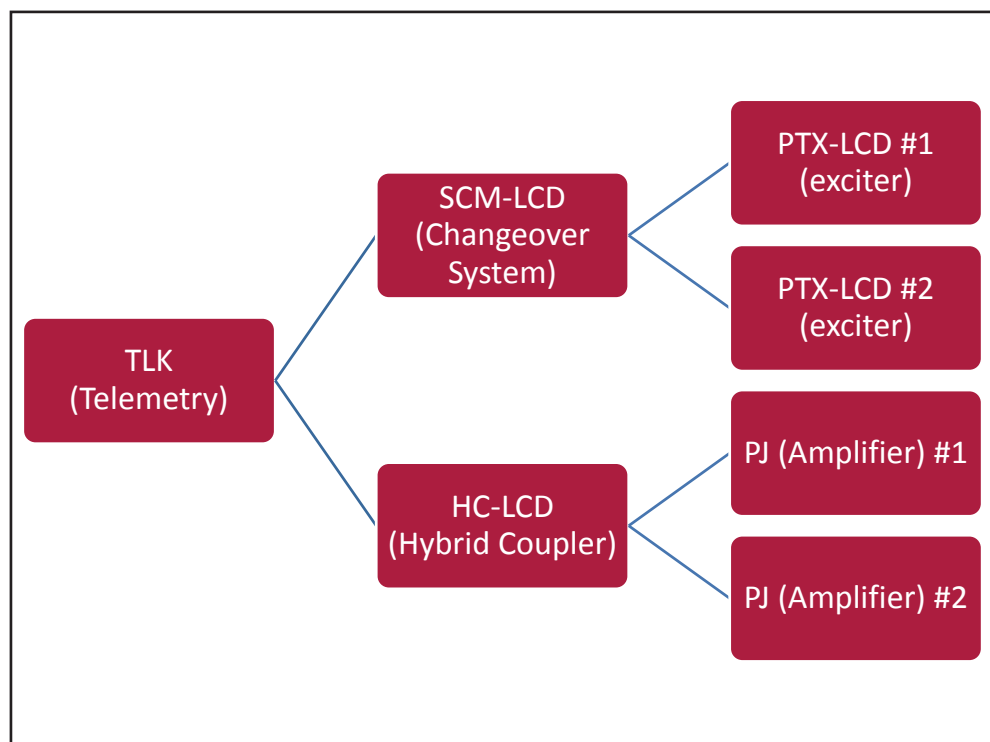 TLK
(Telemetry)
SCM-LCD
(Changeover
System)
HC-LCD
(Hybrid Coupler)
PTX-LCD #1
(exciter)
PTX-LCD #2
(exciter)
PJ (Amplifier) #1
PJ (Amplifier) #2